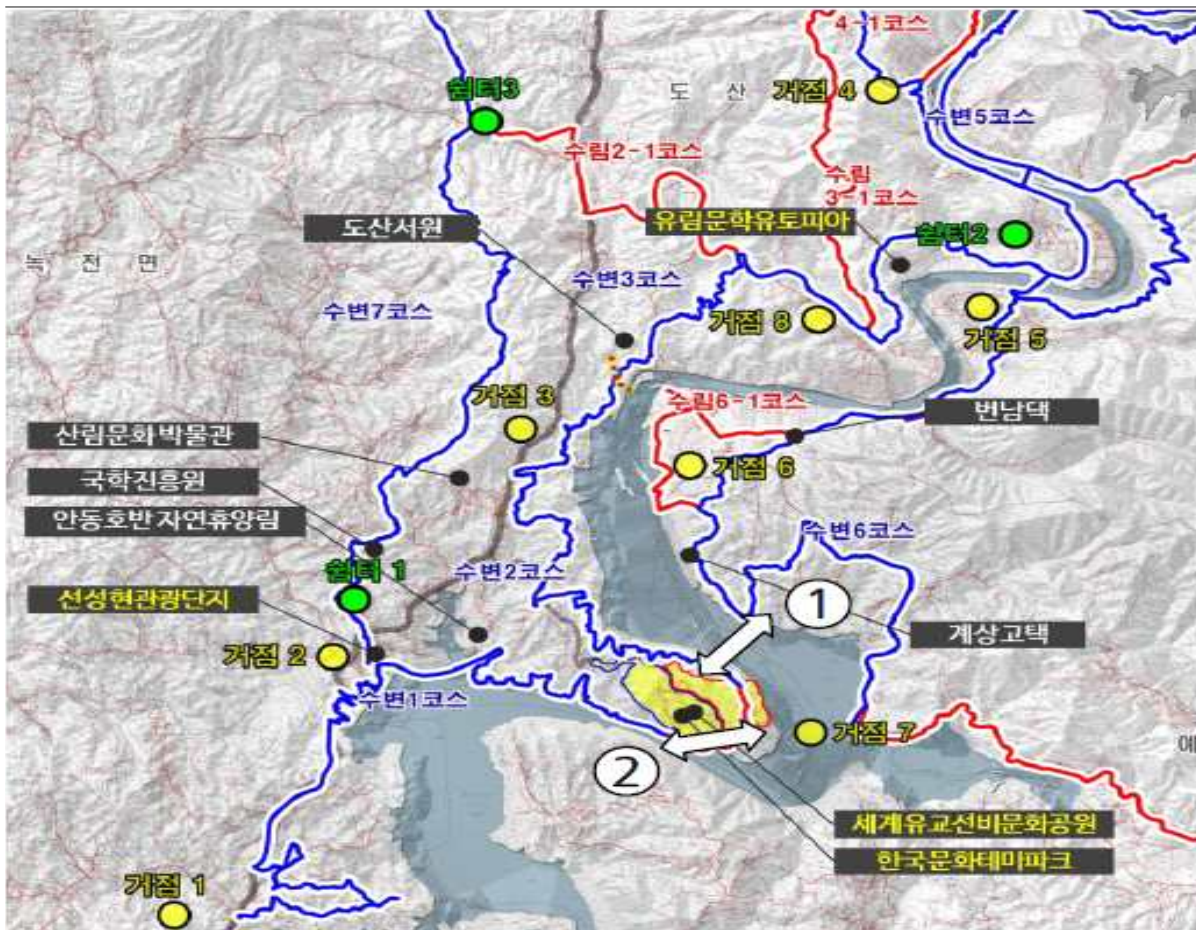 4-1코스
쉼터3
도 산
거점 4
수변5코스
수림2-1코스
수림
3-1코스
도산서원
유림문학유토피아
쉼터2
녹 전 면
수변3코스
수변7코스
거점 8
거점 5
거점 3
수림6-1코스
번남댁
산림문화박물관
거점 6
국학진흥원
안동호반자연휴양림
수변6코스
쉼터 1
수변2코스
선성현관광단지
①
계상고택
거점 2
수변1코스
거점 7
예
②
세계유교선비문화공원
한국문화테마파크
거점 1